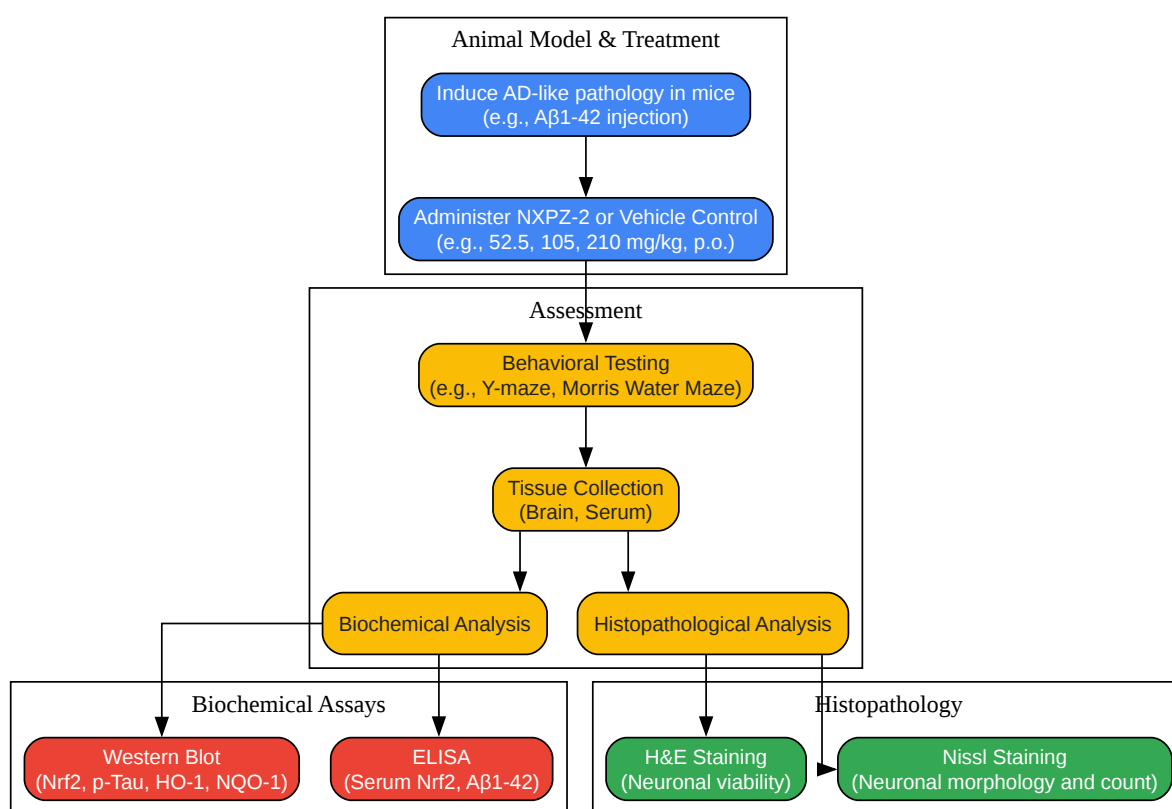 Animal Model & Treatment
Induce AD-like pathology in mice
(e.g., Aβ1-42 injection)
Administer NXPZ-2 or Vehicle Control
(e.g., 52.5, 105, 210 mg/kg, p.o.)
Assessment
Behavioral Testing
(e.g., Y-maze, Morris Water Maze)
Tissue Collection
(Brain, Serum)
Biochemical Analysis
Histopathological Analysis
Biochemical Assays
Western Blot
(Nrf2, p-Tau, HO-1, NQO-1)
ELISA
(Serum Nrf2, Aβ1-42)
Histopathology
H&E Staining
(Neuronal viability)
Nissl Staining
(Neuronal morphology and count)